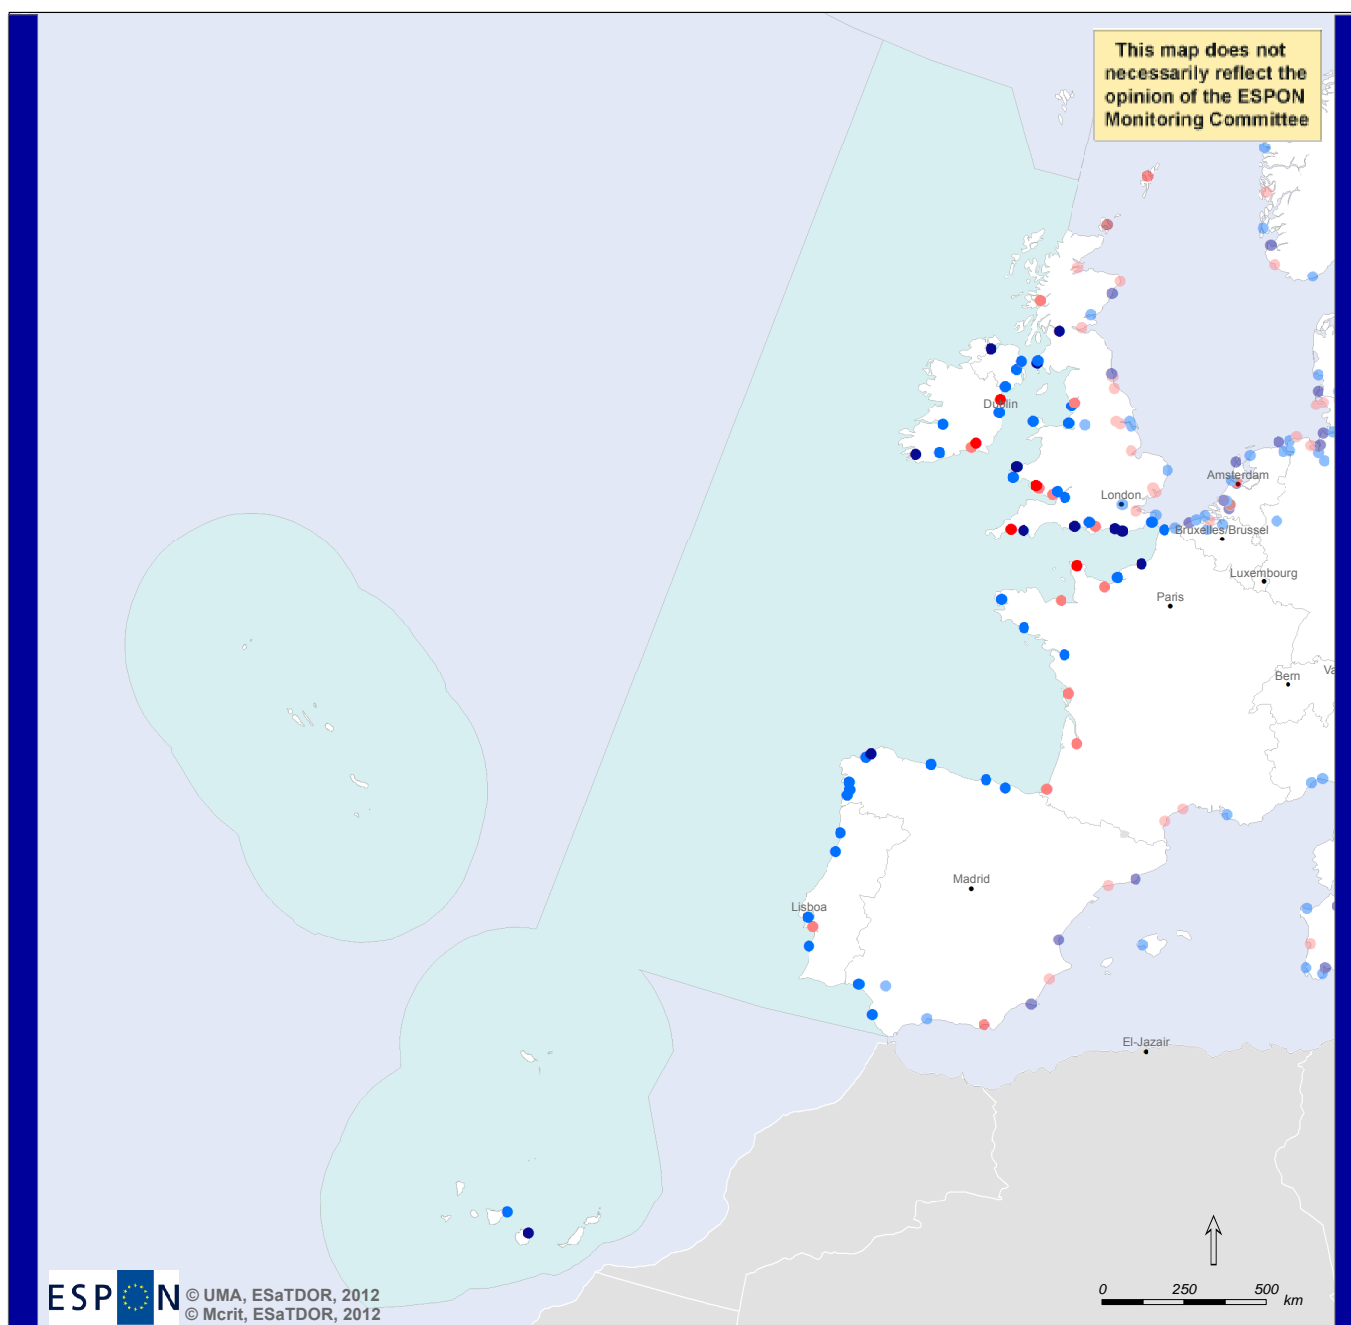 This map does not
necessarily reflect the
opinion of the ESPON
Monitoring Committee
Dublin
Amsterdam
London
Bruxelles/Brussel
Luxembourg
Paris
Bern
Va
Madrid
Lisboa
El-Jazair
0 250 500
km
ESPON
© UMA, ESaTDOR, 2012
© Mcrit, ESaTDOR, 2012